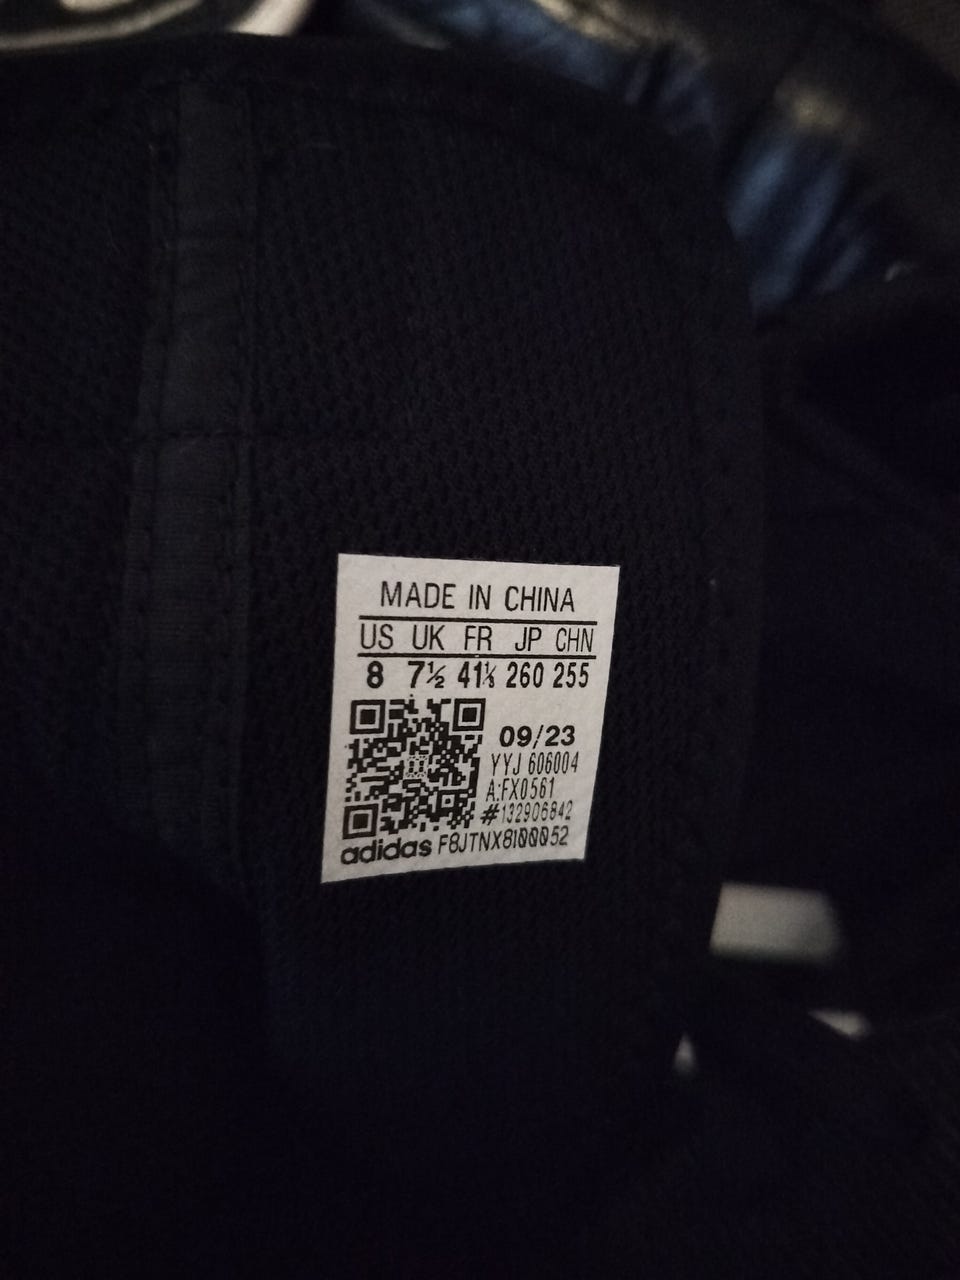 MADE IN CHINA
US UK FR JP CHN
8 7½ 41⅓ 260 255
09/23
YYJ 606004
A:FX0561
#132906842
adidas F8JTNX8I00052